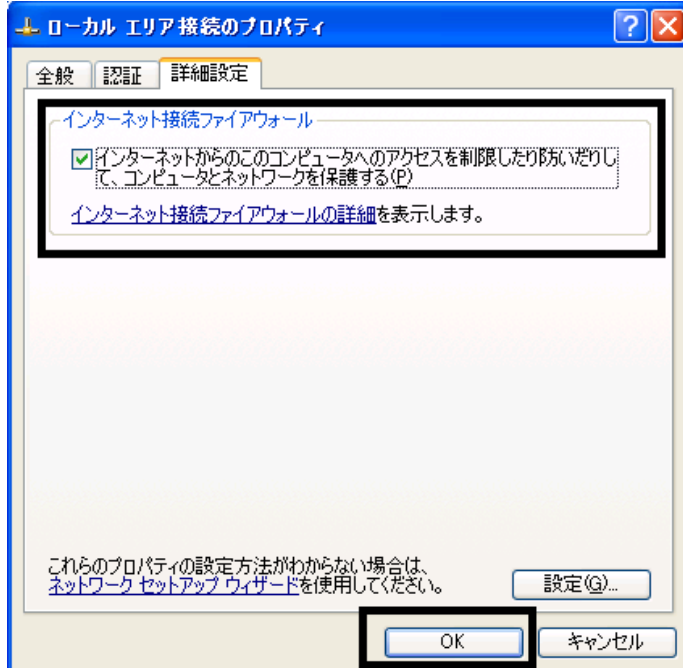 ローカル エリア接続のプロパティ
全般 認証 詳細設定
インターネット接続ファイアウォール
インターネットからのこのコンピュータへのアクセスを制限したり防いだりし
て、コンピュータとネットワークを保護する(P)
インターネット接続ファイアウォールの詳細を表示します。
これらのプロパティの設定方法がわからない場合は、
ネットワーク セットアップ ウィザードを使用してください。
設定(G)...
OK キャンセル